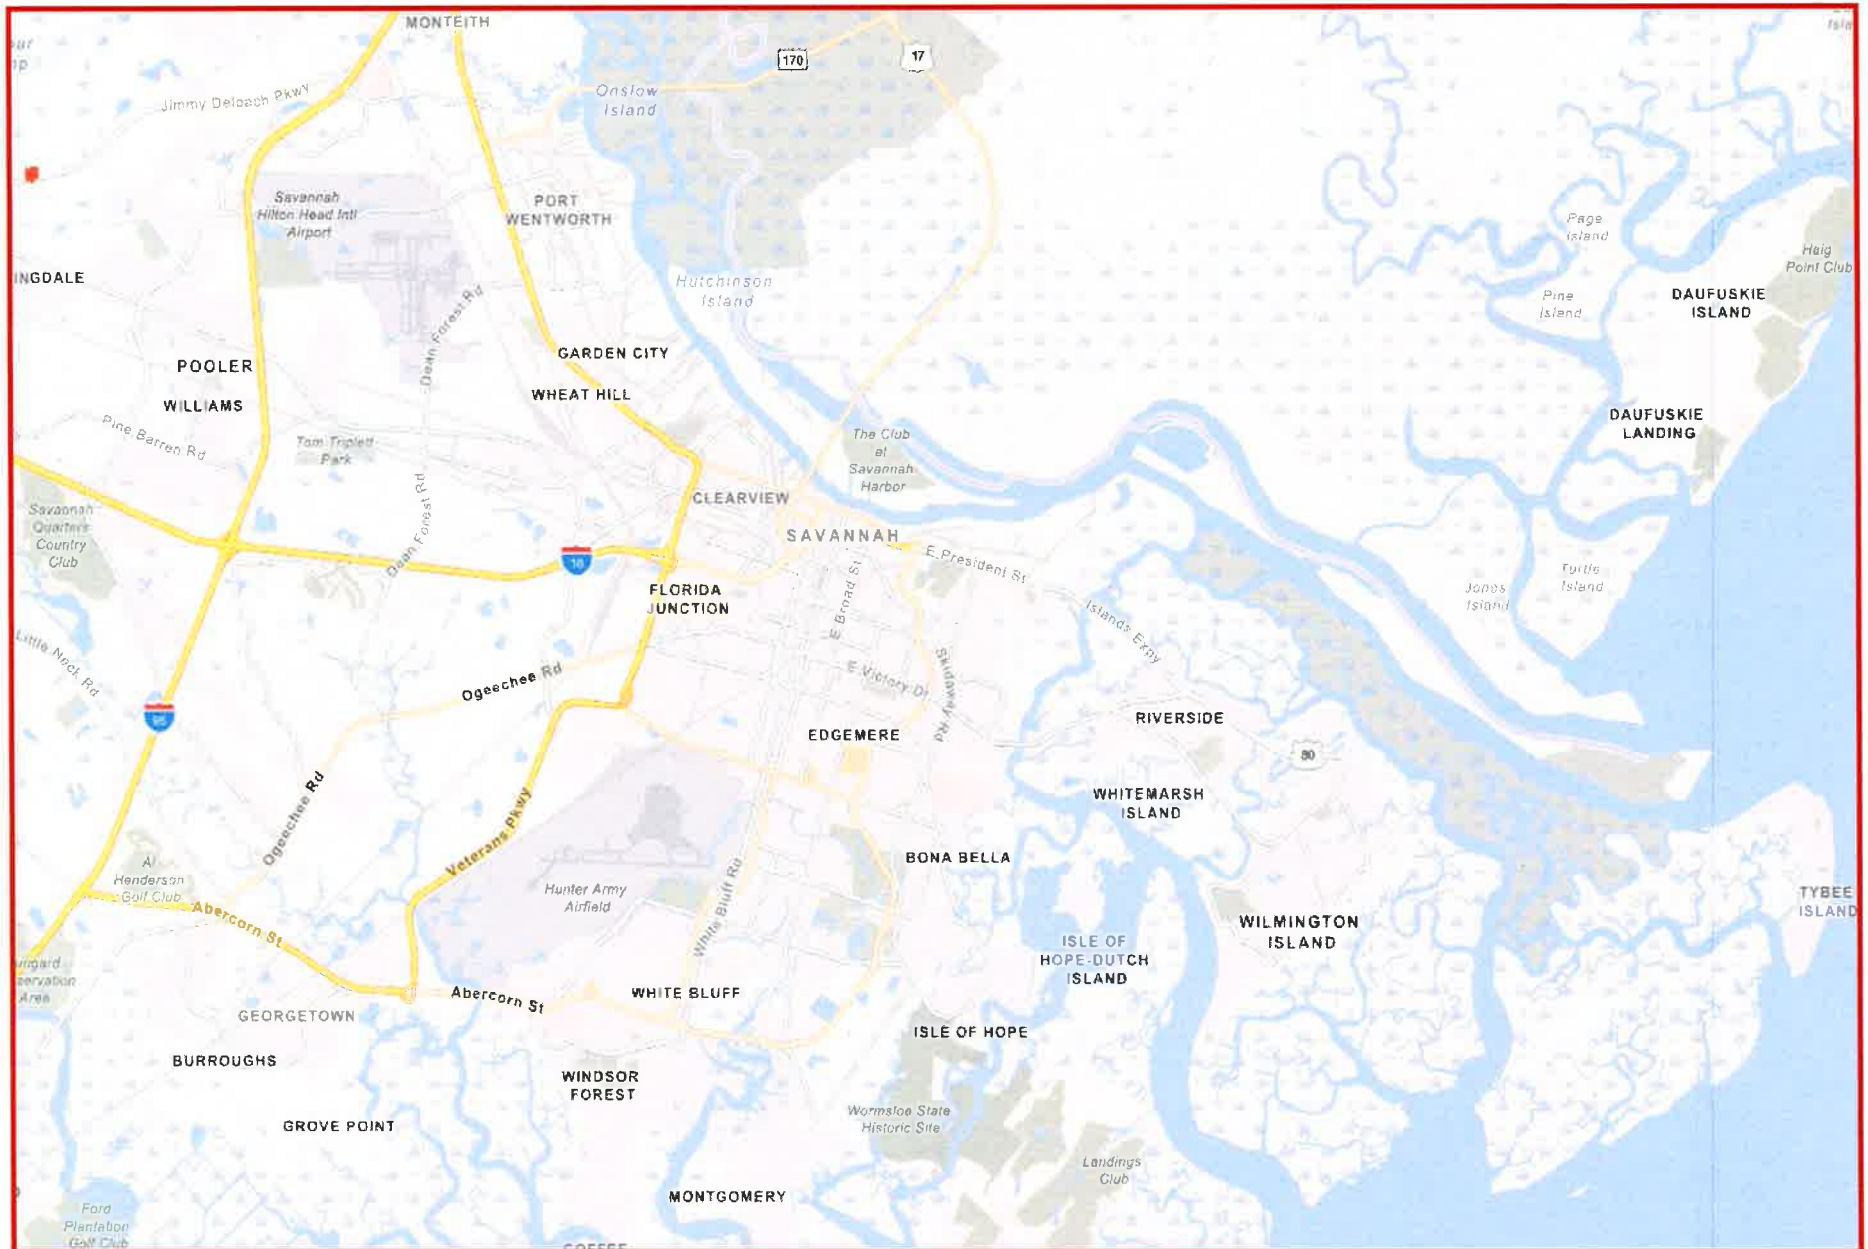 MONTEITH
170
17
Onslow
Island
Jimmy Deloach Pkwy
Savannah
Hilton Head Intl
Airport
PORT
WENTWORTH
Page
Island
Haig
Point Club
INGDALE
Hutchinson
Island
Pine
Island
DAUFUSKIE
ISLAND
Dean Forest Rd
GARDEN CITY
POOLER
WHEAT HILL
WILLIAMS
DAUFUSKIE
LANDING
Pine Barren Rd
Tom Triplett
Park
The Club
at
Savannah
Harbor
CLEARVIEW
Savannah
Quarters
Country
Club
Dean Forest Rd
SAVANNAH
16
E President St
FLORIDA
JUNCTION
E Broad St
Islands Expy
Jones
Island
Turtle
Island
Little Neck Rd
Ogeechee Rd
E Victory Dr
Skidaway Rd
95
RIVERSIDE
EDGEMERE
80
WHITEMARSH
ISLAND
Ogeechee Rd
Veterans Pkwy
BONA BELLA
Al
Henderson
Golf Club
Hunter Army
Airfield
White Bluff Rd
TYBEE
ISLAND
Abercorn St
WILMINGTON
ISLAND
ISLE OF
HOPE-DUTCH
ISLAND
Area
Abercorn St
WHITE BLUFF
GEORGETOWN
ISLE OF HOPE
BURROUGHS
WINDSOR
FOREST
GROVE POINT
Wormsloe State
Historic Site
Landings
Club
MONTGOMERY
Ford
Plantation
Golf Club